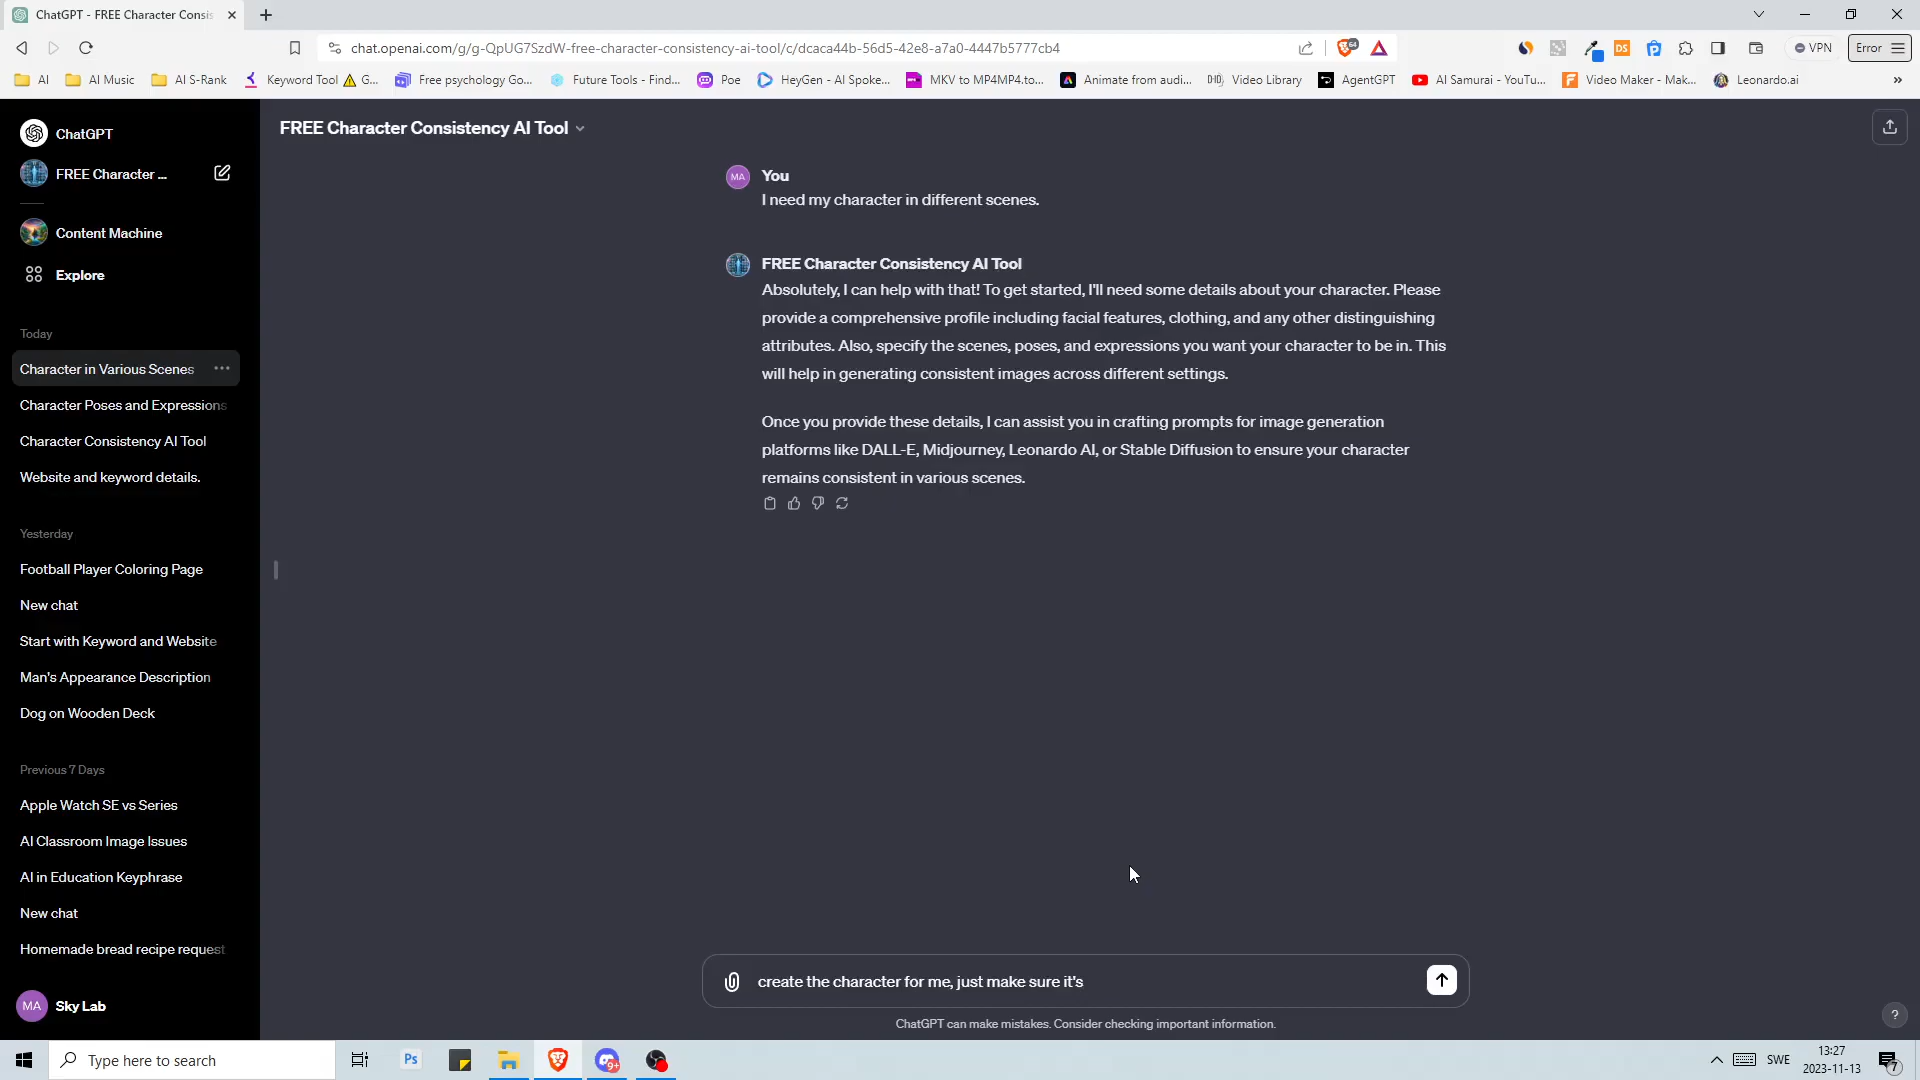 ChatGPT - FREE Character Consis
chat.openai.com/g/g-QpUG7SzdW-free-character-consistency-ai-tool/c/dcaca44b-56d5-42e8-a7a0-4447b5777cb4
64
DS
VPN
Error
AI
AI Music
AI S-Rank
Keyword Tool
G...
Free psychology Go...
Future Tools - Find...
Poe
HeyGen - AI Spoke...
MKV to MP4MP4.to...
Animate from audi...
Video Library
AgentGPT
AI Samurai - YouTu...
Video Maker - Mak...
Leonardo.ai
»
ChatGPT
FREE Character ...
Content Machine
Explore
Today
Character in Various Scenes
Character Poses and Expressions
Character Consistency AI Tool
Website and keyword details.
Yesterday
Football Player Coloring Page
New chat
Start with Keyword and Website
Man's Appearance Description
Dog on Wooden Deck
Previous 7 Days
Apple Watch SE vs Series
AI Classroom Image Issues
AI in Education Keyphrase
New chat
Homemade bread recipe request
MA
Sky Lab
FREE Character Consistency AI Tool
MA
You
I need my character in different scenes.
FREE Character Consistency AI Tool
Absolutely, I can help with that! To get started, I'll need some details about your character. Please
provide a comprehensive profile including facial features, clothing, and any other distinguishing
attributes. Also, specify the scenes, poses, and expressions you want your character to be in. This
will help in generating consistent images across different settings.
Once you provide these details, I can assist you in crafting prompts for image generation
platforms like DALL-E, Midjourney, Leonardo AI, or Stable Diffusion to ensure your character
remains consistent in various scenes.
create the character for me, just make sure it's
ChatGPT can make mistakes. Consider checking important information.
?
Type here to search
Ps
9+
SWE
13:27
2023-11-13
7